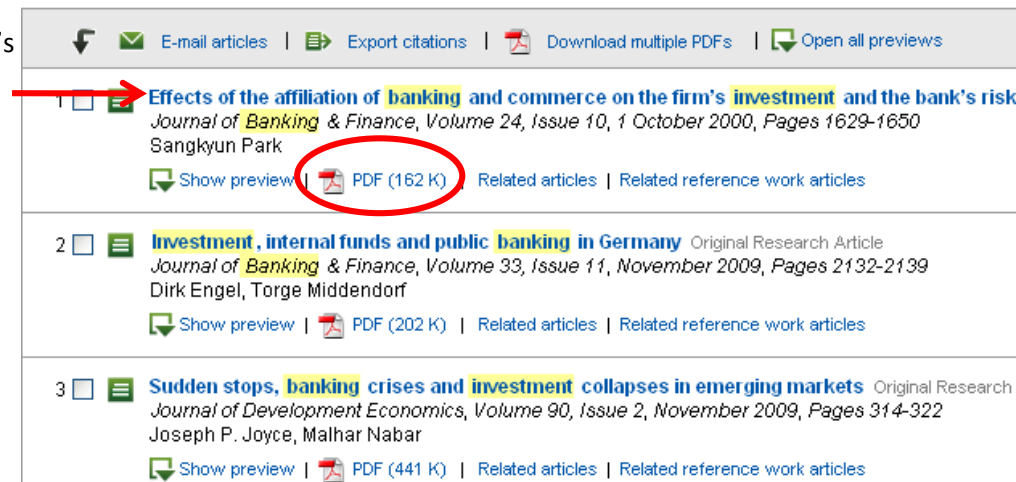 's
E-mail articles | Export citations | Download multiple PDFs | Open all previews
1 Effects of the affiliation of banking and commerce on the firm's investment and the bank's risk
Journal of Banking & Finance, Volume 24, Issue 10, 1 October 2000, Pages 1629-1650
Sangkyun Park
Show preview | PDF (162 K) | Related articles | Related reference work articles
2 Investment, internal funds and public banking in Germany Original Research Article
Journal of Banking & Finance, Volume 33, Issue 11, November 2009, Pages 2132-2139
Dirk Engel, Torge Middendorf
Show preview | PDF (202 K) | Related articles | Related reference work articles
3 Sudden stops, banking crises and investment collapses in emerging markets Original Research
Journal of Development Economics, Volume 90, Issue 2, November 2009, Pages 314-322
Joseph P. Joyce, Malhar Nabar
Show preview | PDF (441 K) | Related articles | Related reference work articles